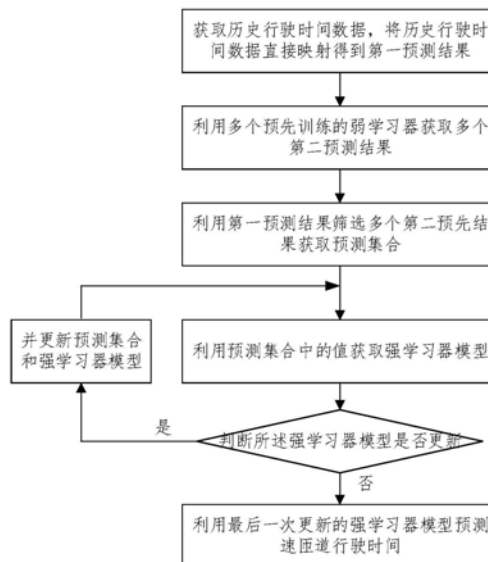 获取历史行驶时间数据，将历史行驶时
间数据直接映射得到第一预测结果
利用多个预先训练的弱学习器获取多个
第二预测结果
利用第一预测结果筛选多个第二预先结
果获取预测集合
并更新预测集合
和强学习器模型
利用预测集合中的值获取强学习器模型
是
判断所述强学习器模型是否更新
否
利用最后一次更新的强学习器模型预测
速匝道行驶时间